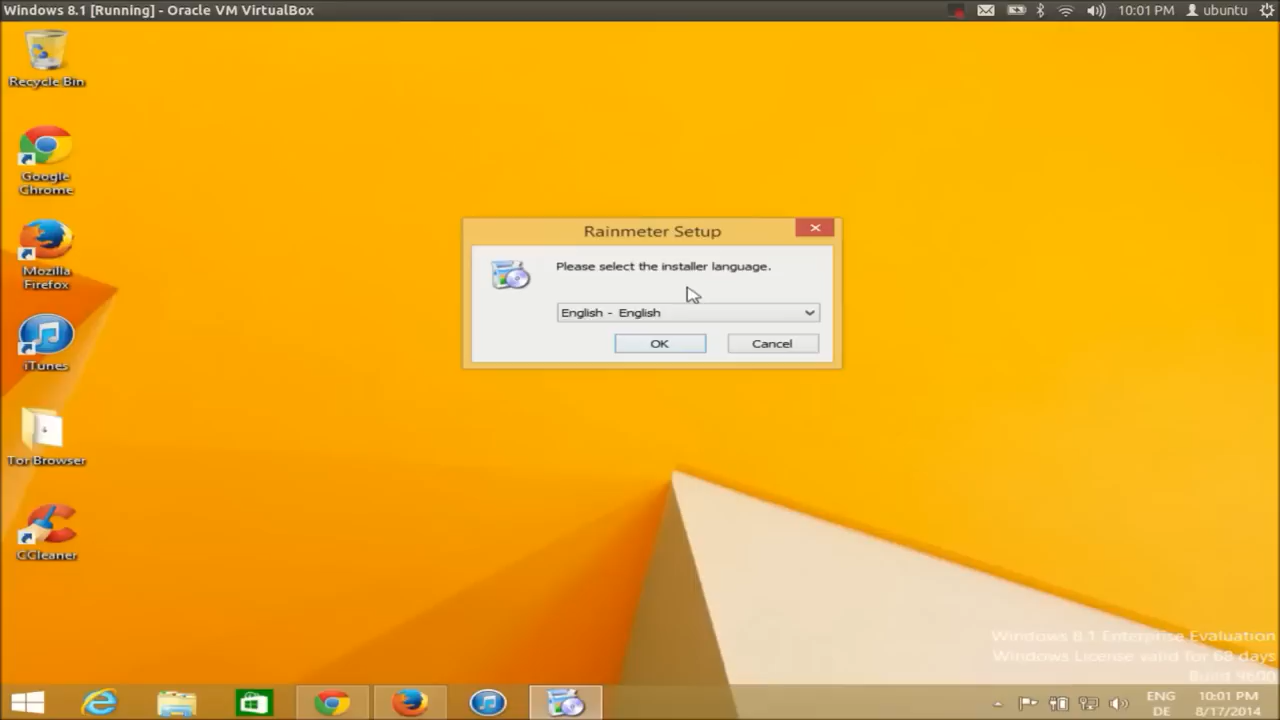 Windows 8.1 [Running] - Oracle VM VirtualBox
10:01 PM
ubuntu
Recycle Bin
Google
Chrome
Mozilla
Firefox
iTunes
Tor Browser
CCleaner
Rainmeter Setup
Please select the installer language.
English - English
OK
Cancel
Windows 8.1 Enterprise Evaluation
Windows License valid for 68 days
Build 9600
ENG
DE
10:01 PM
8/17/2014